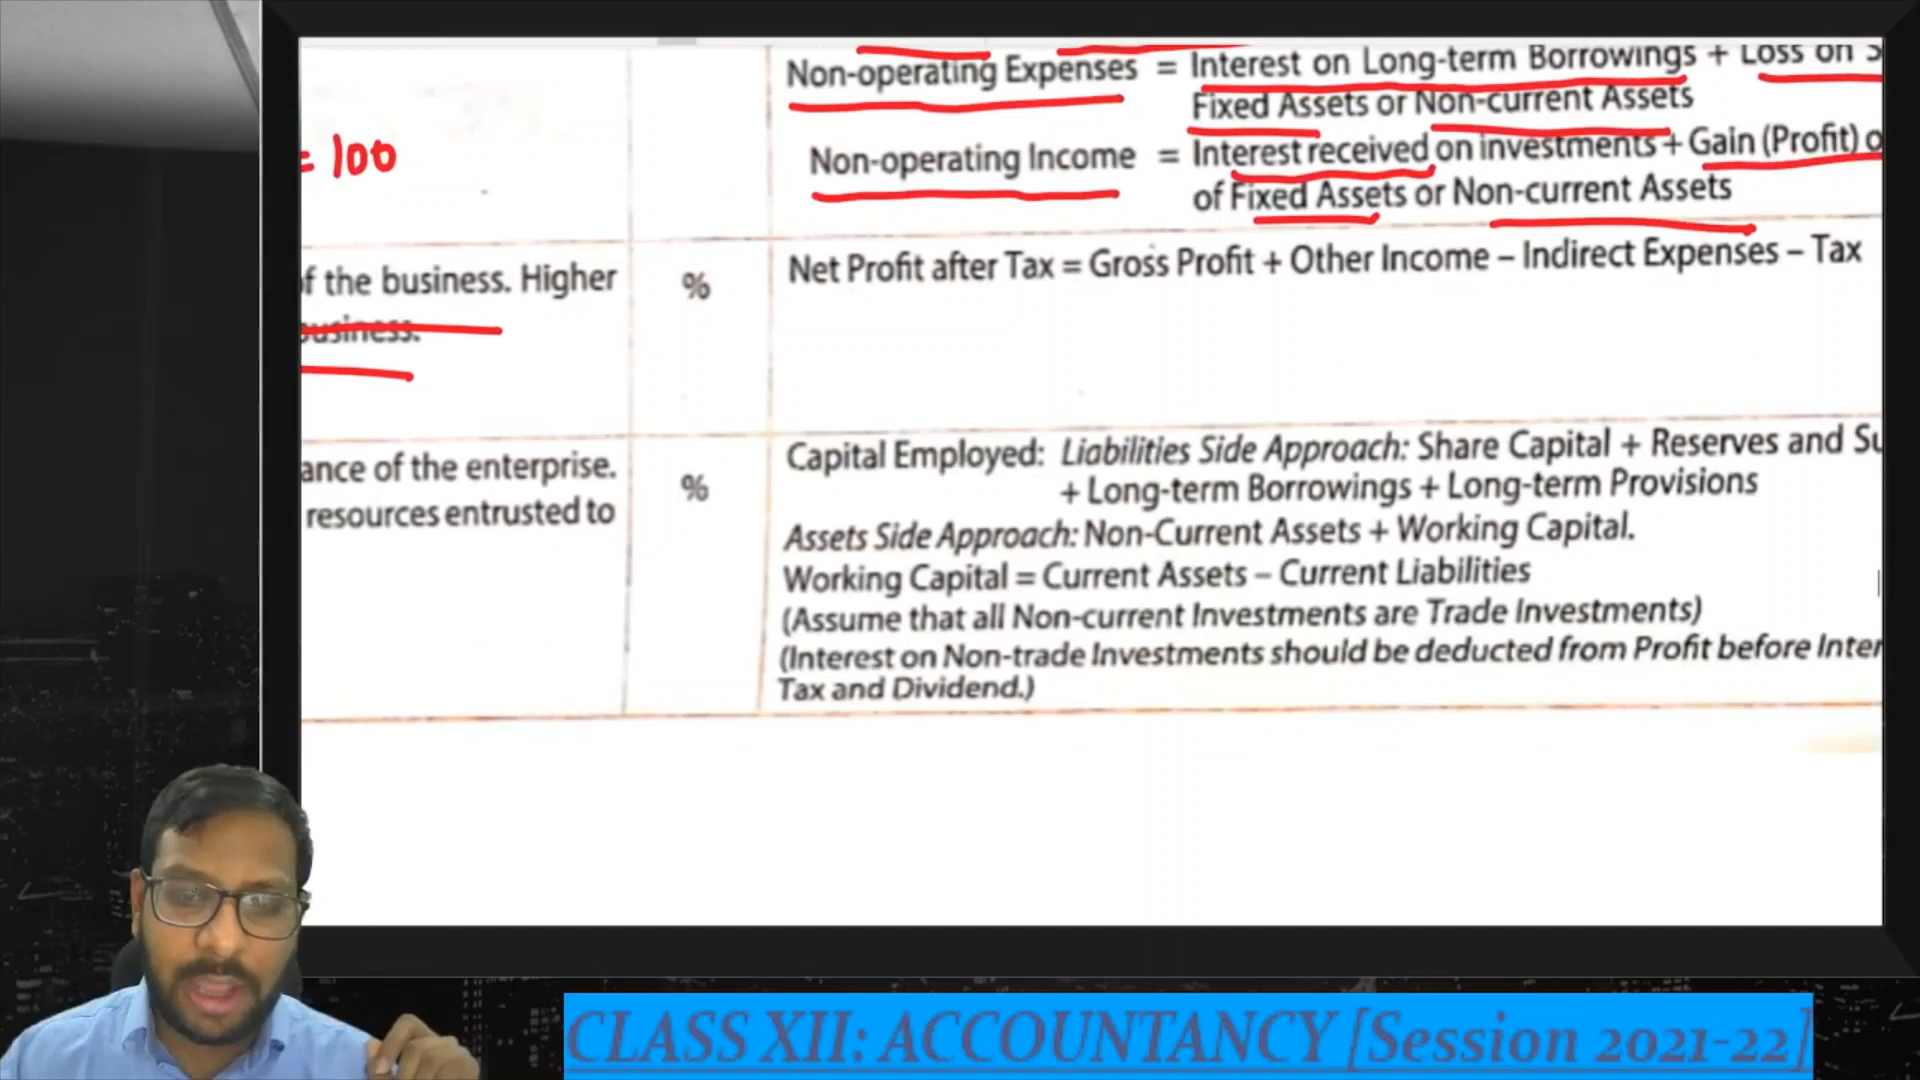 Non-operating Expenses = Interest on Long-term Borrowings + Loss on
Fixed Assets or Non-current Assets
= 100
Non-operating Income = Interest received on investments + Gain (Profit)
of Fixed Assets or Non-current Assets
of the business. Higher
business.
%
Net Profit after Tax = Gross Profit + Other Income – Indirect Expenses – Tax
ance of the enterprise.
resources entrusted to
%
Capital Employed: Liabilities Side Approach: Share Capital + Reserves and Su
+ Long-term Borrowings + Long-term Provisions
Assets Side Approach: Non-Current Assets + Working Capital.
Working Capital = Current Assets – Current Liabilities
(Assume that all Non-current Investments are Trade Investments)
(Interest on Non-trade Investments should be deducted from Profit before Inter
Tax and Dividend.)
CLASS XII: ACCOUNTANCY [Session 2021-22]